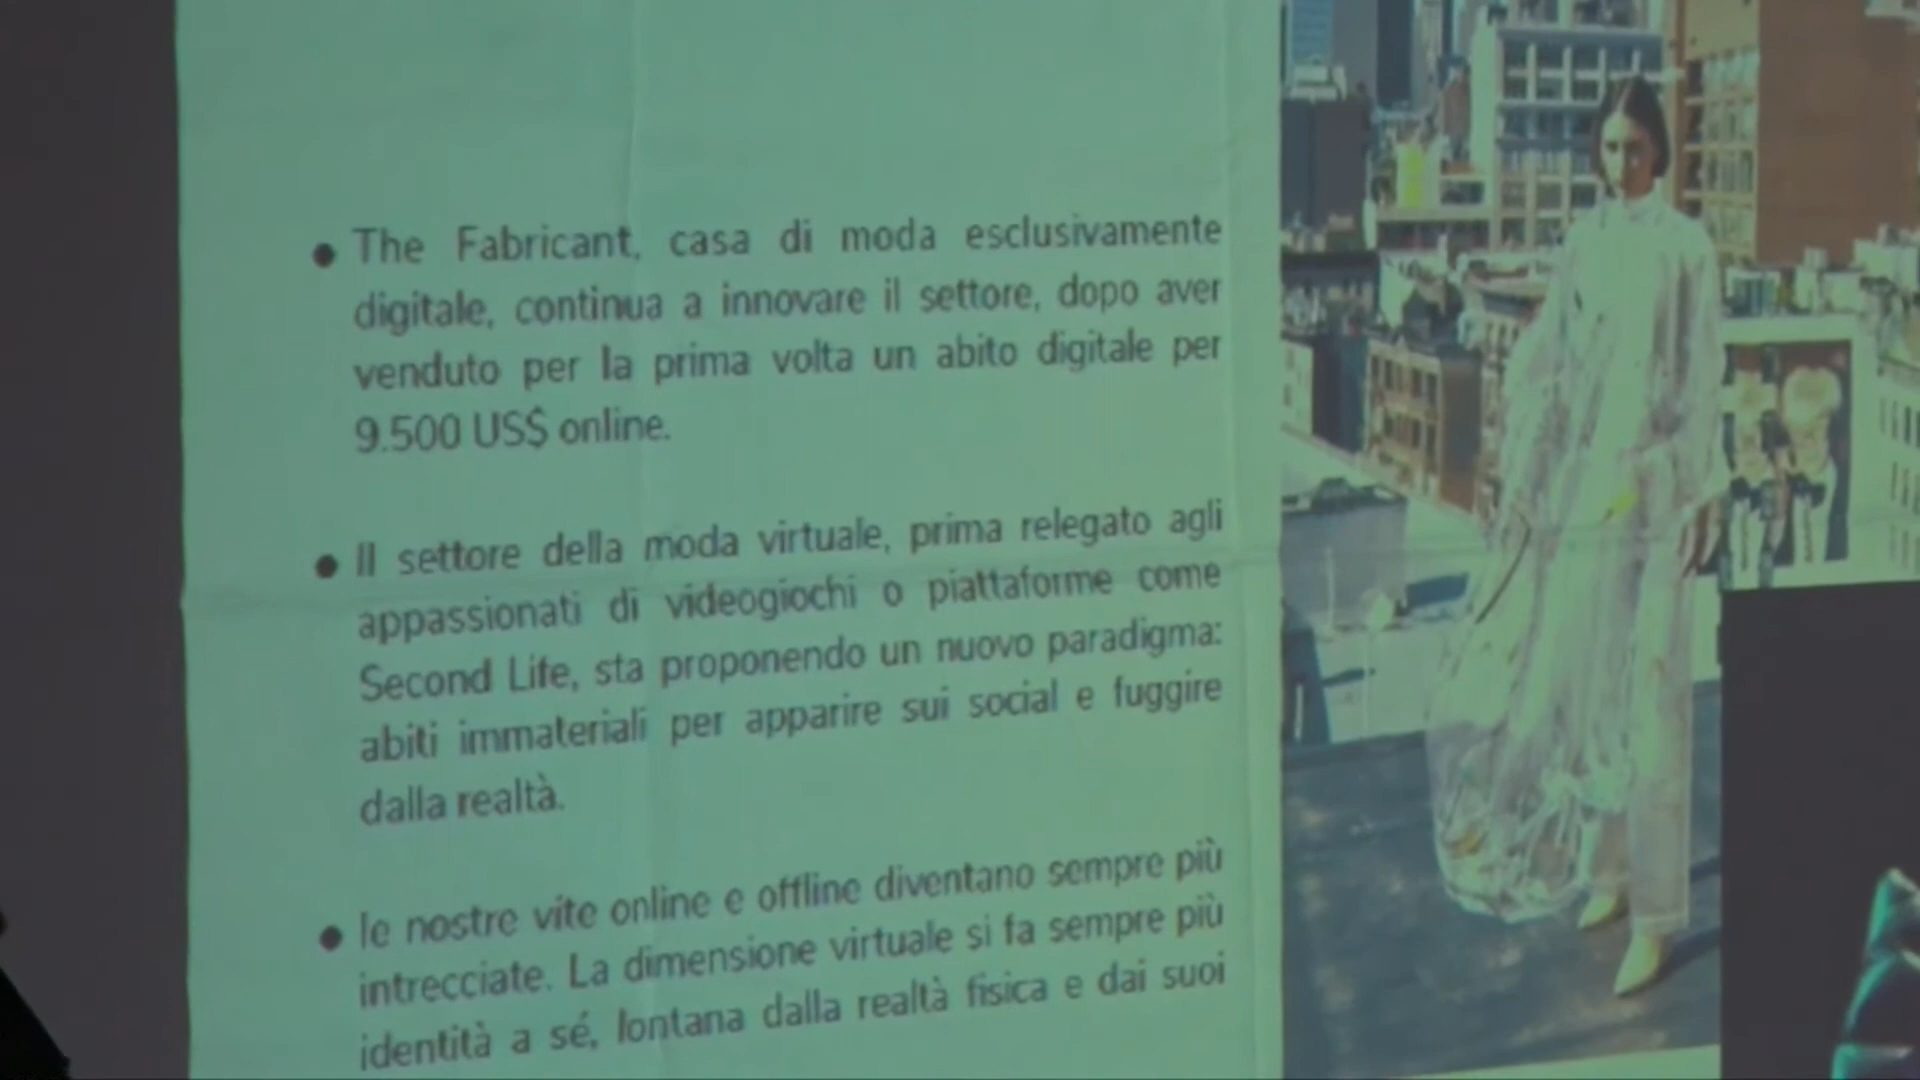 The Fabricant, casa di moda esclusivamente
digitale, continua a innovare il settore, dopo aver
venduto per la prima volta un abito digitale per
9.500 US$ online.
Il settore della moda virtuale, prima relegato agli
appassionati di videogiochi o piattaforme come
Second Life, sta proponendo un nuovo paradigma:
abiti immateriali per apparire sui social e fuggire
dalla realtà.
le nostre vite online e offline diventano sempre più
intrecciate. La dimensione virtuale si fa sempre più
identità a sé, lontana dalla realtà fisica e dai suoi